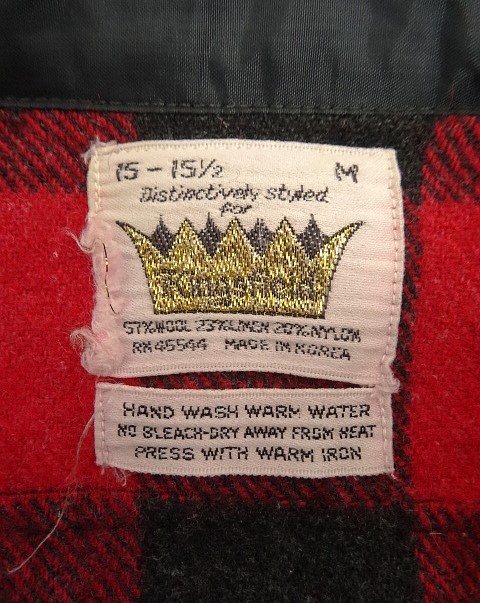 15 - 15½ M
Distinctively styled
for
Kingsfield
57% WOOL 23% LINEN 20% NYLON
RN 45544 MADE IN KOREA
HAND WASH WARM WATER
NO BLEACH-DRY AWAY FROM HEAT
PRESS WITH WARM IRON